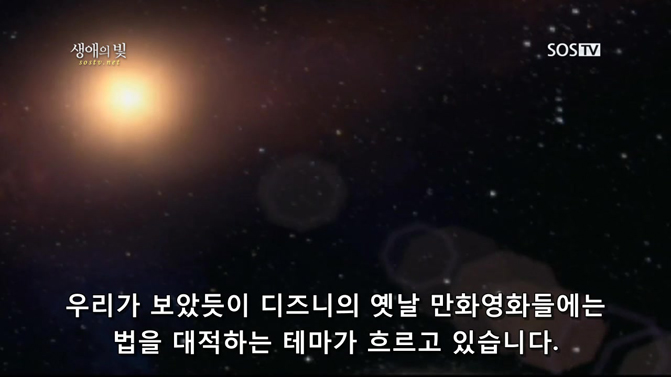 생애의 빛
sostv.net
SOSTV
우리가 보았듯이 디즈니의 옛날 만화영화들에는
법을 대적하는 테마가 흐르고 있습니다.